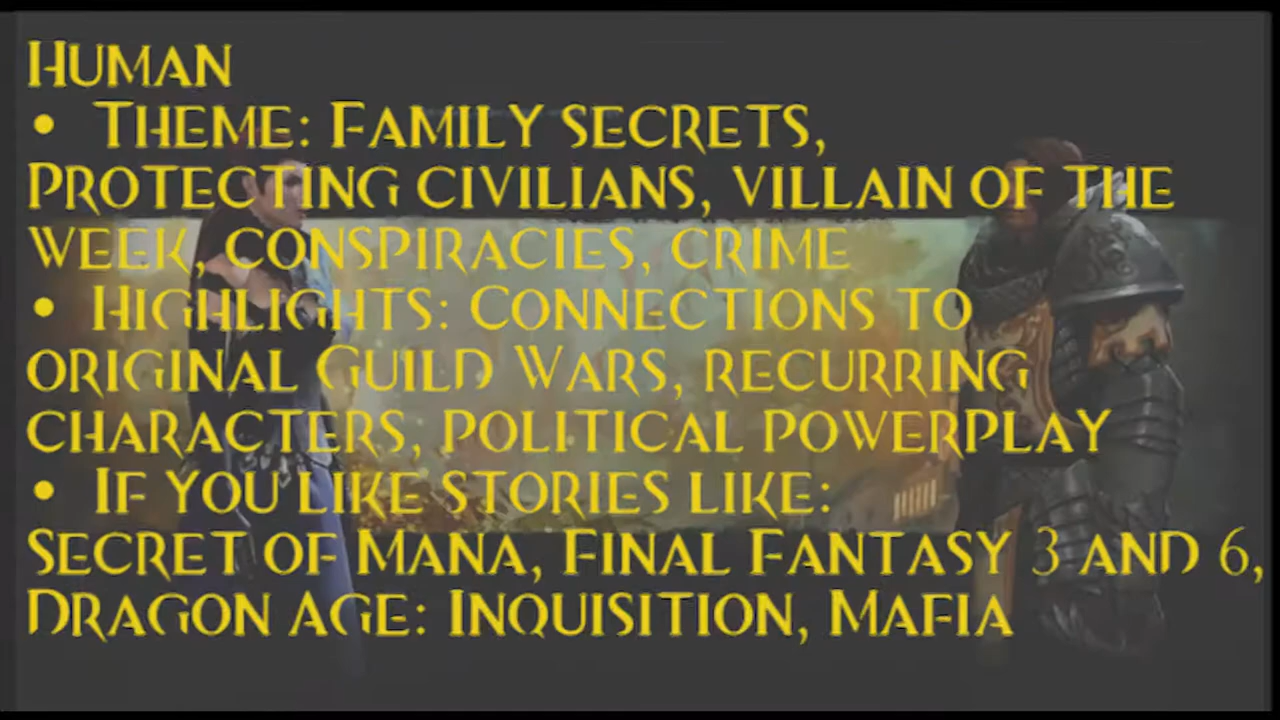 Human
• Theme: Family secrets,
Protecting civilians, villain of the
week, conspiracies, crime
• Highlights: Connections to
original Guild Wars, recurring
characters, political powerplay
• If you like stories like:
Secret of Mana, Final Fantasy 3 and 6,
Dragon Age: Inquisition, Mafia